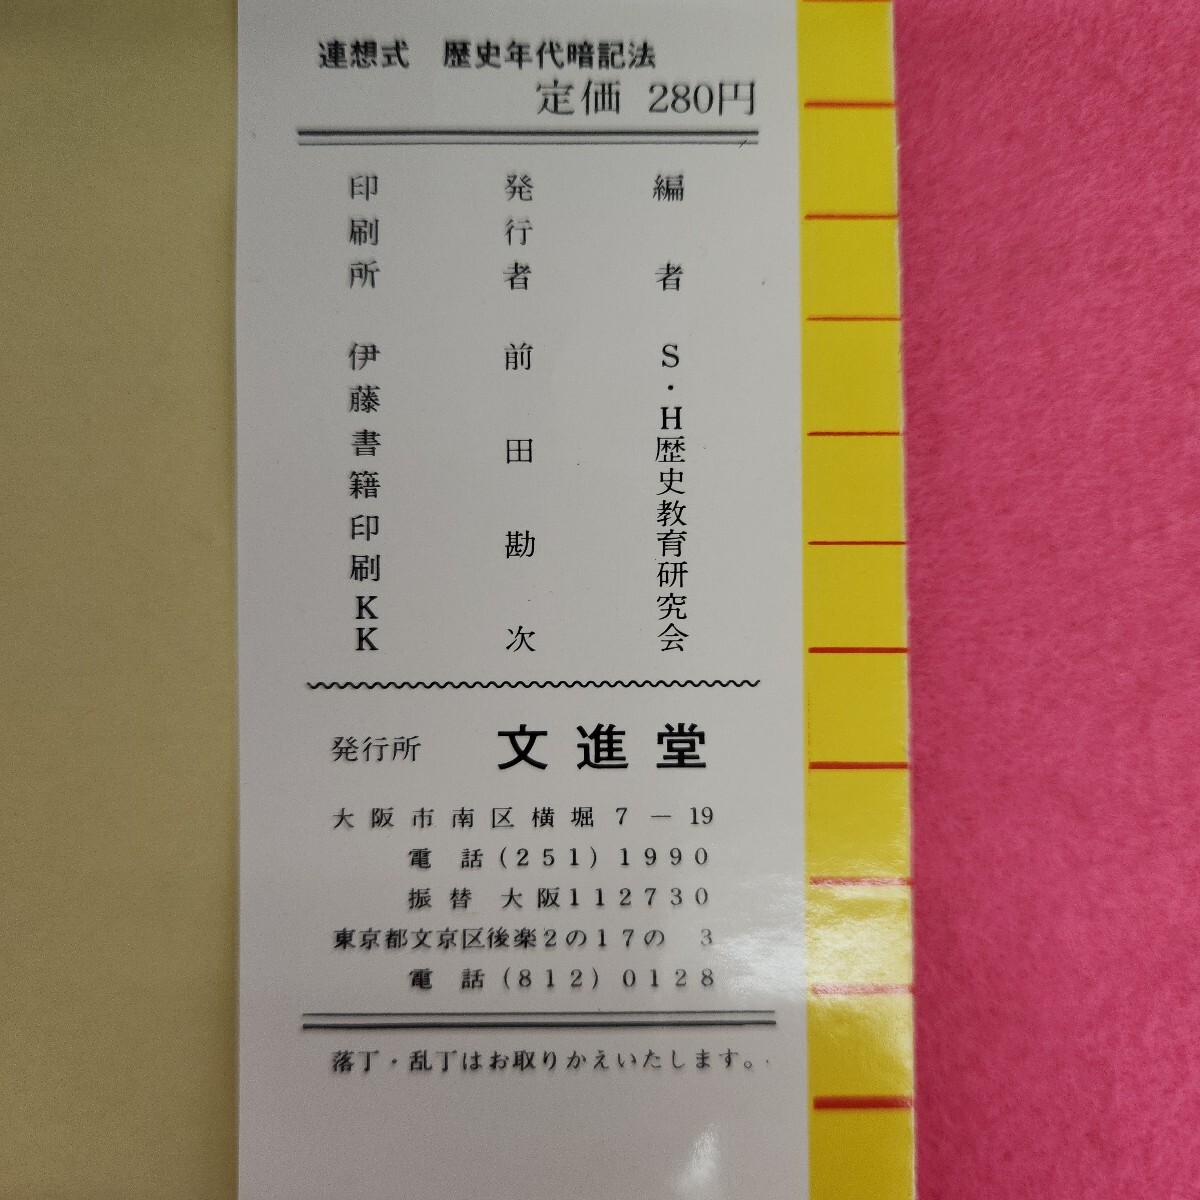 連想式 歴史年代暗記法
定価 280円
編者 S・H歴史教育研究会
発行者 前田勘次
印刷所 伊藤書籍印刷KK
発行所 文進堂
大阪市南区横堀7－19
電話(251)1990
振替 大阪112730
東京都文京区後楽2の17の3
電話(812)0128
落丁・乱丁はお取りかえいたします。